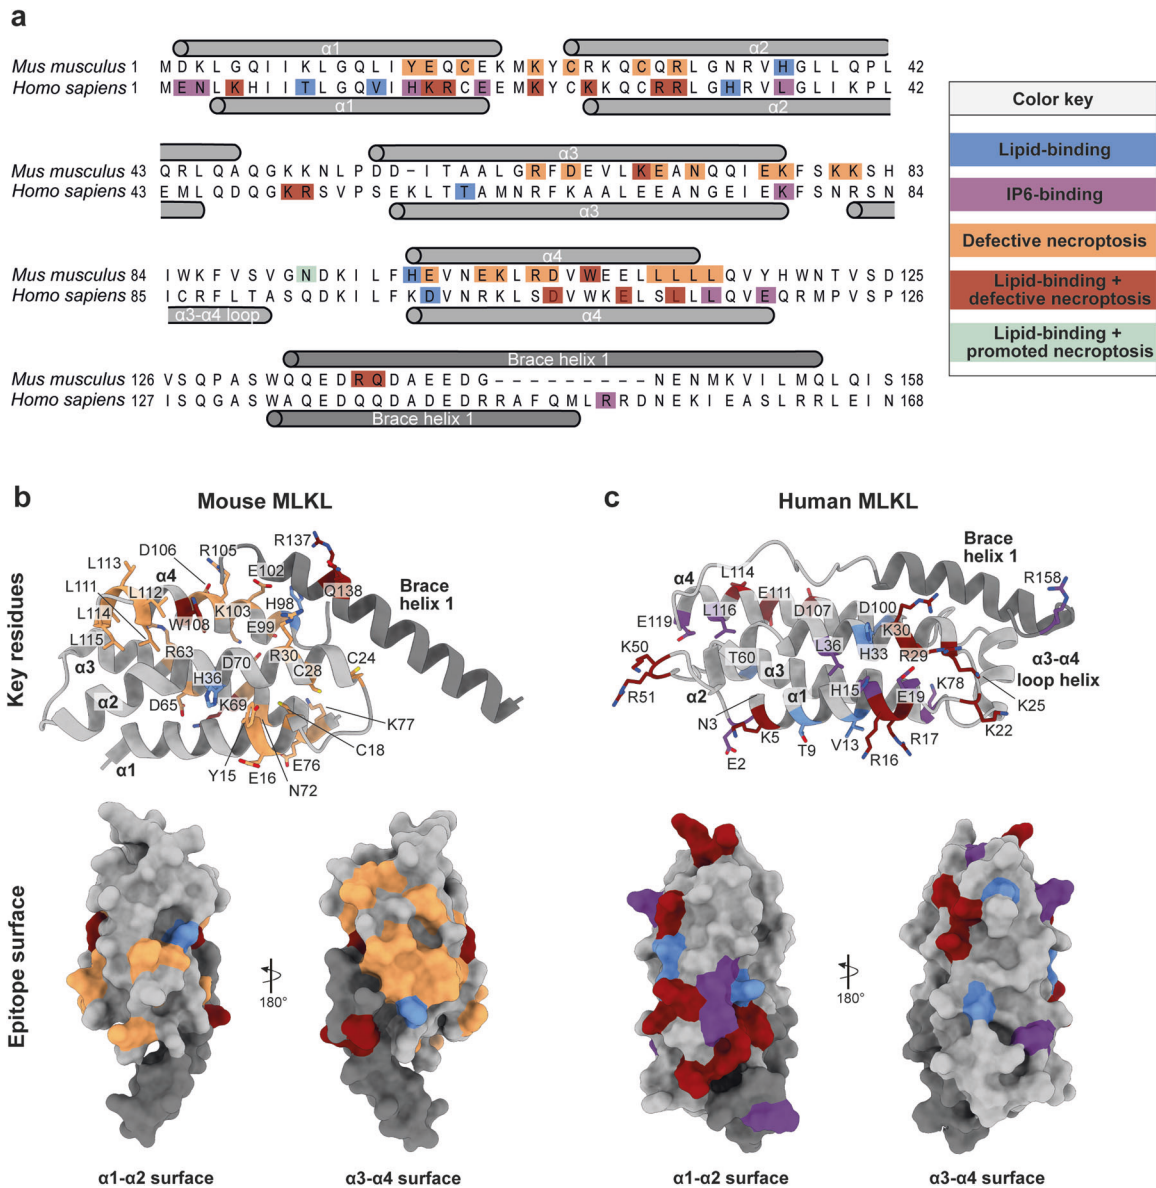 a
α1
α2
Mus musculus 1 M D K L G Q I I K L G Q L I Y E Q C E K M K Y C R K Q C Q R L G N R V H G L L Q P L 42
Homo sapiens 1 M E N L K H I I T L G Q V I H K R C E E M K Y C K K Q C R R L G H R V L G L I K P L 42
α1
α2
α3
Mus musculus 43 Q R L Q A Q G K K N L P D D - I T A A L G R F D E V L K E A N Q Q I E K F S K K S H 83
Homo sapiens 43 E M L Q D Q G K R S V P S E K L T T A M N R F K A A L E E A N G E I E K F S N R S N 84
α3
α4
Mus musculus 84 I W K F V S V G N D K I L F H E V N E K L R D V W E E L L L L L Q V Y H W N T V S D 125
Homo sapiens 85 I C R F L T A S Q D K I L F K D V N R K L S D V W K E L S L L L Q V E Q R M P V S P 126
α3-α4 loop
α4
Brace helix 1
Mus musculus 126 V S Q P A S W Q Q E D R Q D A E E D G - - - - - - - - - N E N M K V I L M Q L Q I S 158
Homo sapiens 127 I S Q G A S W A Q E D Q Q D A D E D R R A F Q M L R R D N E K I E A S L R R L E I N 168
Brace helix 1
Color key
Lipid-binding
IP6-binding
Defective necroptosis
Lipid-binding +
defective necroptosis
Lipid-binding +
promoted necroptosis
b
Mouse MLKL
Key residues
R137
R105
D106
L113
E102
α4
Brace
helix 1
L111
L112
Q138
K103
H98
L114
W108
E99
L115
R63
R30
α3
D70
C28
C24
H36
α2
D65
K69
K77
C18
α1
Y15
E16
E76
N72
c
Human MLKL
Brace
helix 1
L114
R158
α4
E111
L116
D107
D100
E119
K30
K50
L36
H33
R29
T60
α3
α3-α4
loop helix
R51
α2
α1
H15
E19
K78
K25
N3
K5
K22
T9
V13
R17
E2
R16
Epitope surface
180°
180°
α1-α2 surface
α3-α4 surface
α1-α2 surface
α3-α4 surface